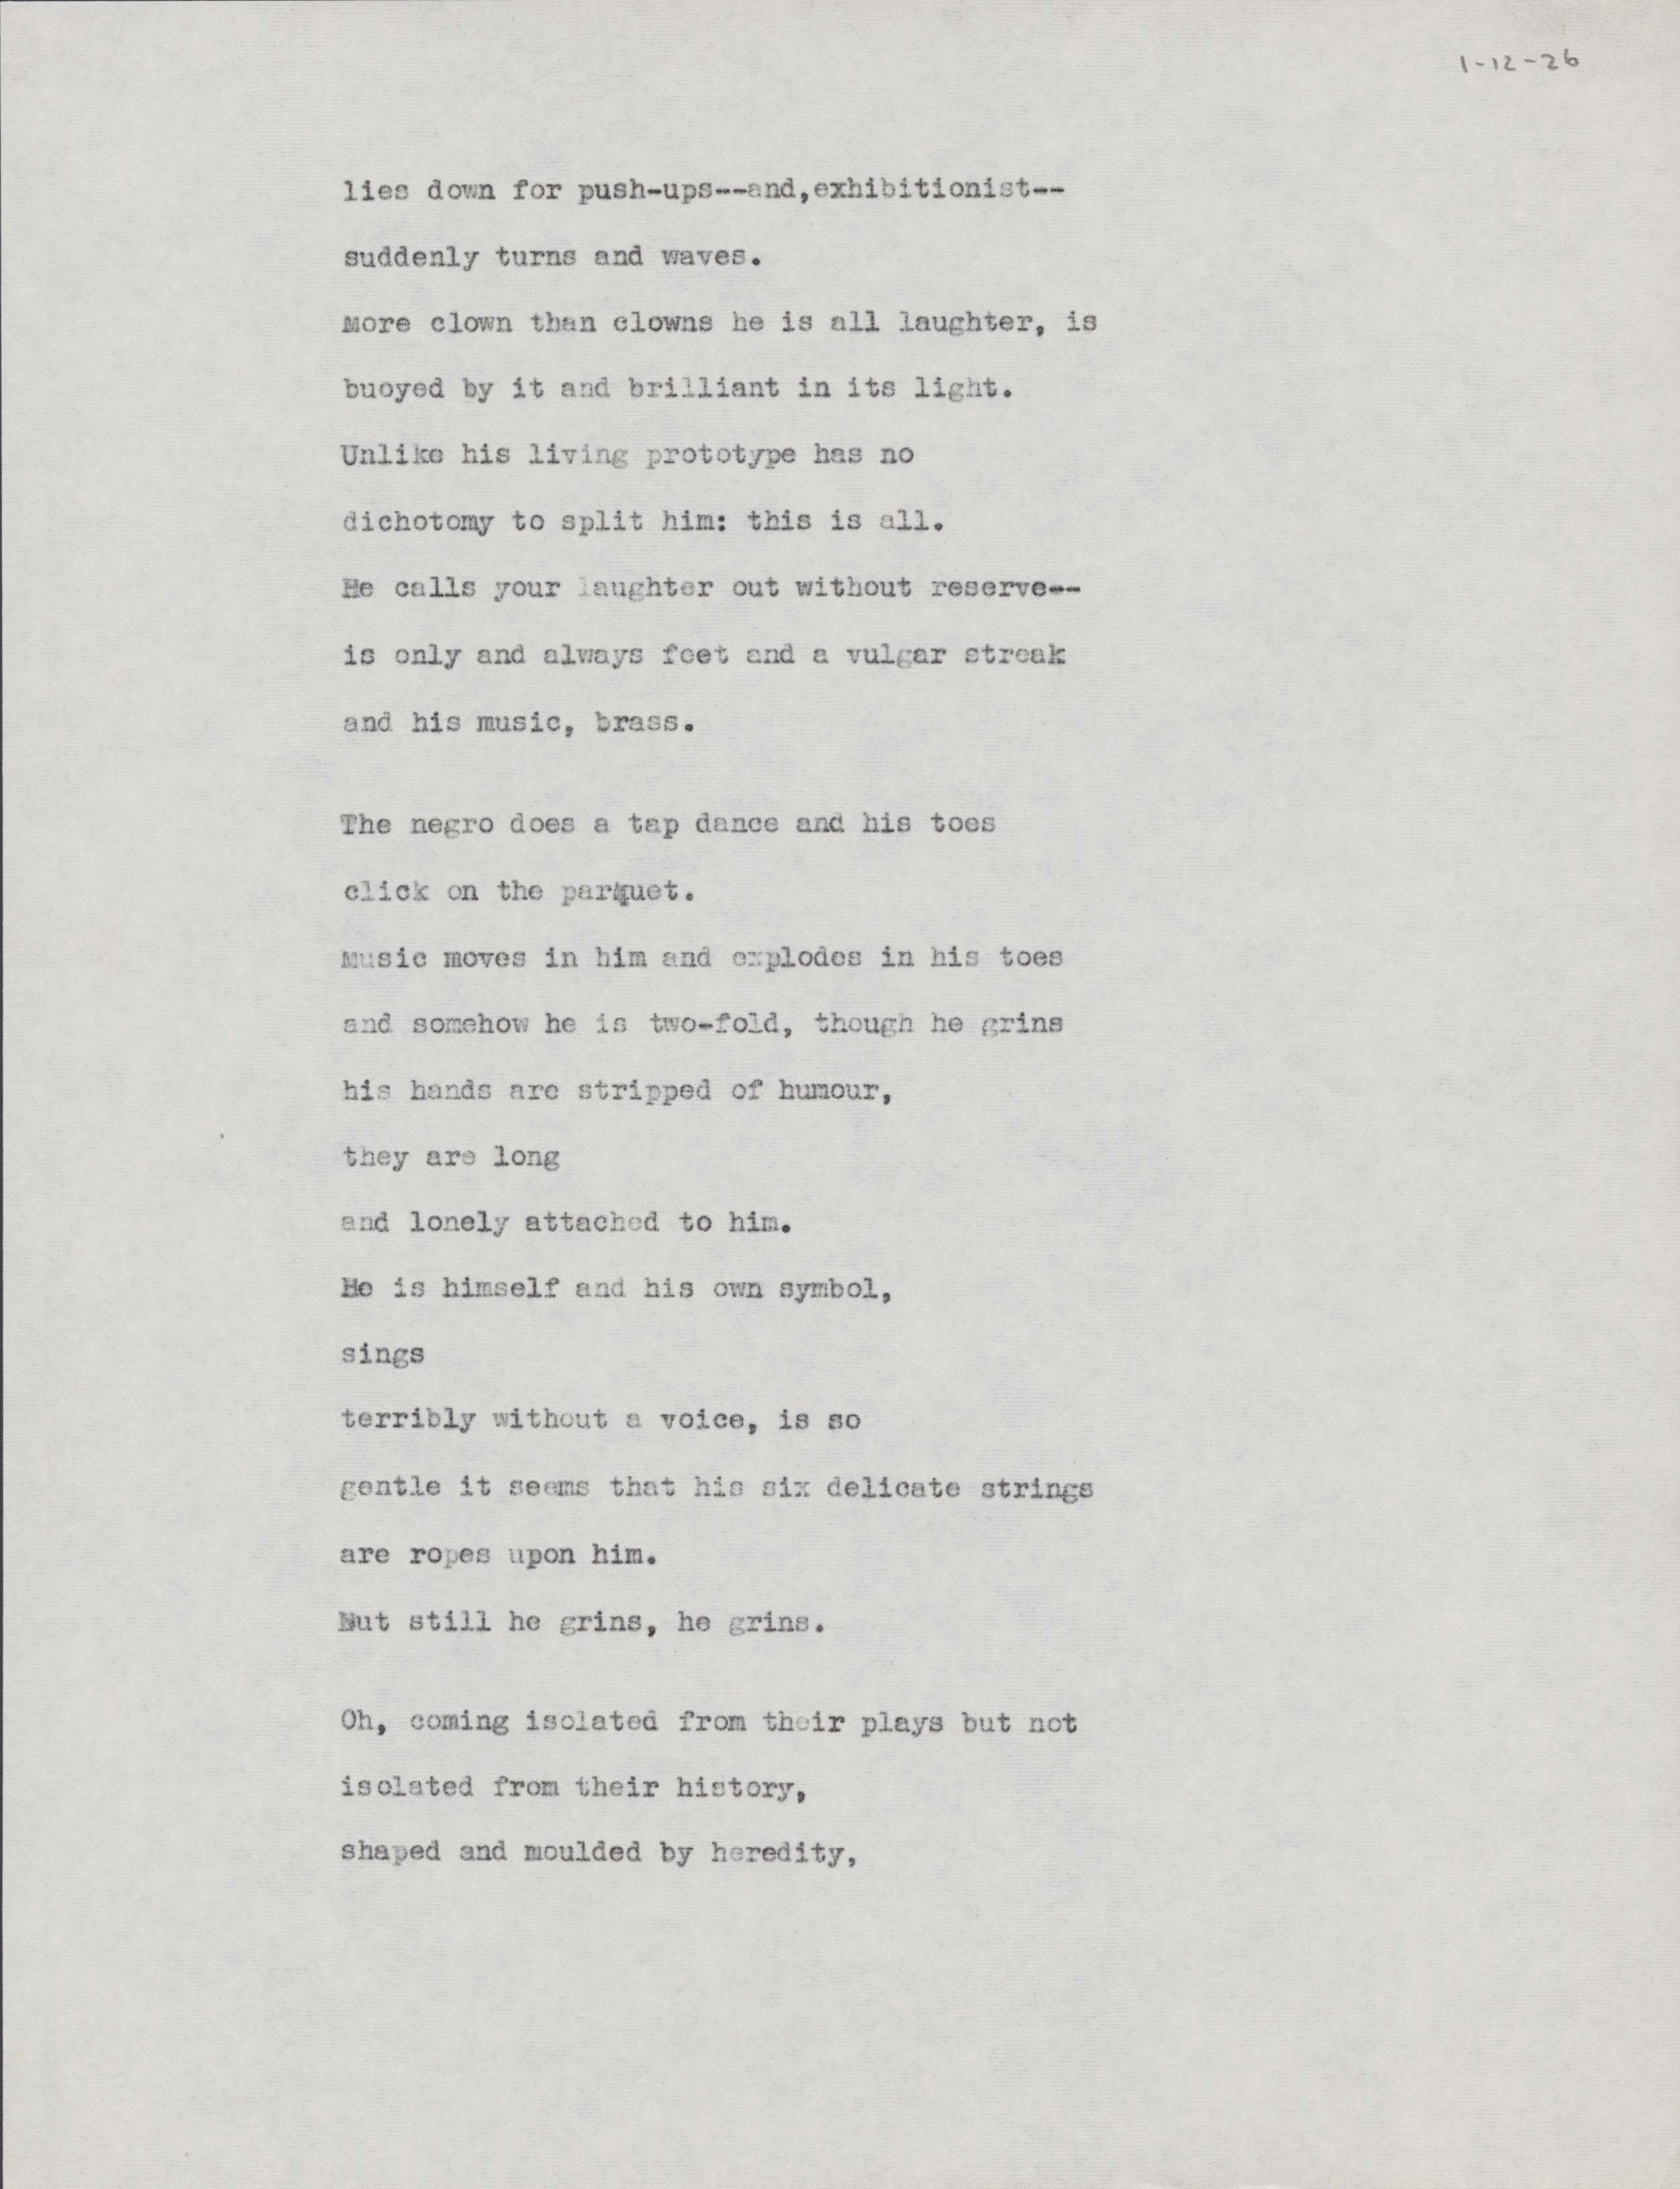 1-12-26
lies down for push-ups--and,exhibitionist--
suddenly turns and waves.
More clown than clowns he is all laughter, is
buoyed by it and brilliant in its light.
Unlike his living prototype has no
dichotomy to split him: this is all.
He calls your laughter out without reserve--
is only and always feet and a vulgar streak
and his music, brass.
The negro does a tap dance and his toes
click on the parquet.
Music moves in him and explodes in his toes
and somehow he is two-fold, though he grins
his hands are stripped of humour,
they are long
and lonely attached to him.
He is himself and his own symbol,
sings
terribly without a voice, is so
gentle it seems that his six delicate strings
are ropes upon him.
But still he grins, he grins.
Oh, coming isolated from their plays but not
isolated from their history,
shaped and moulded by heredity,